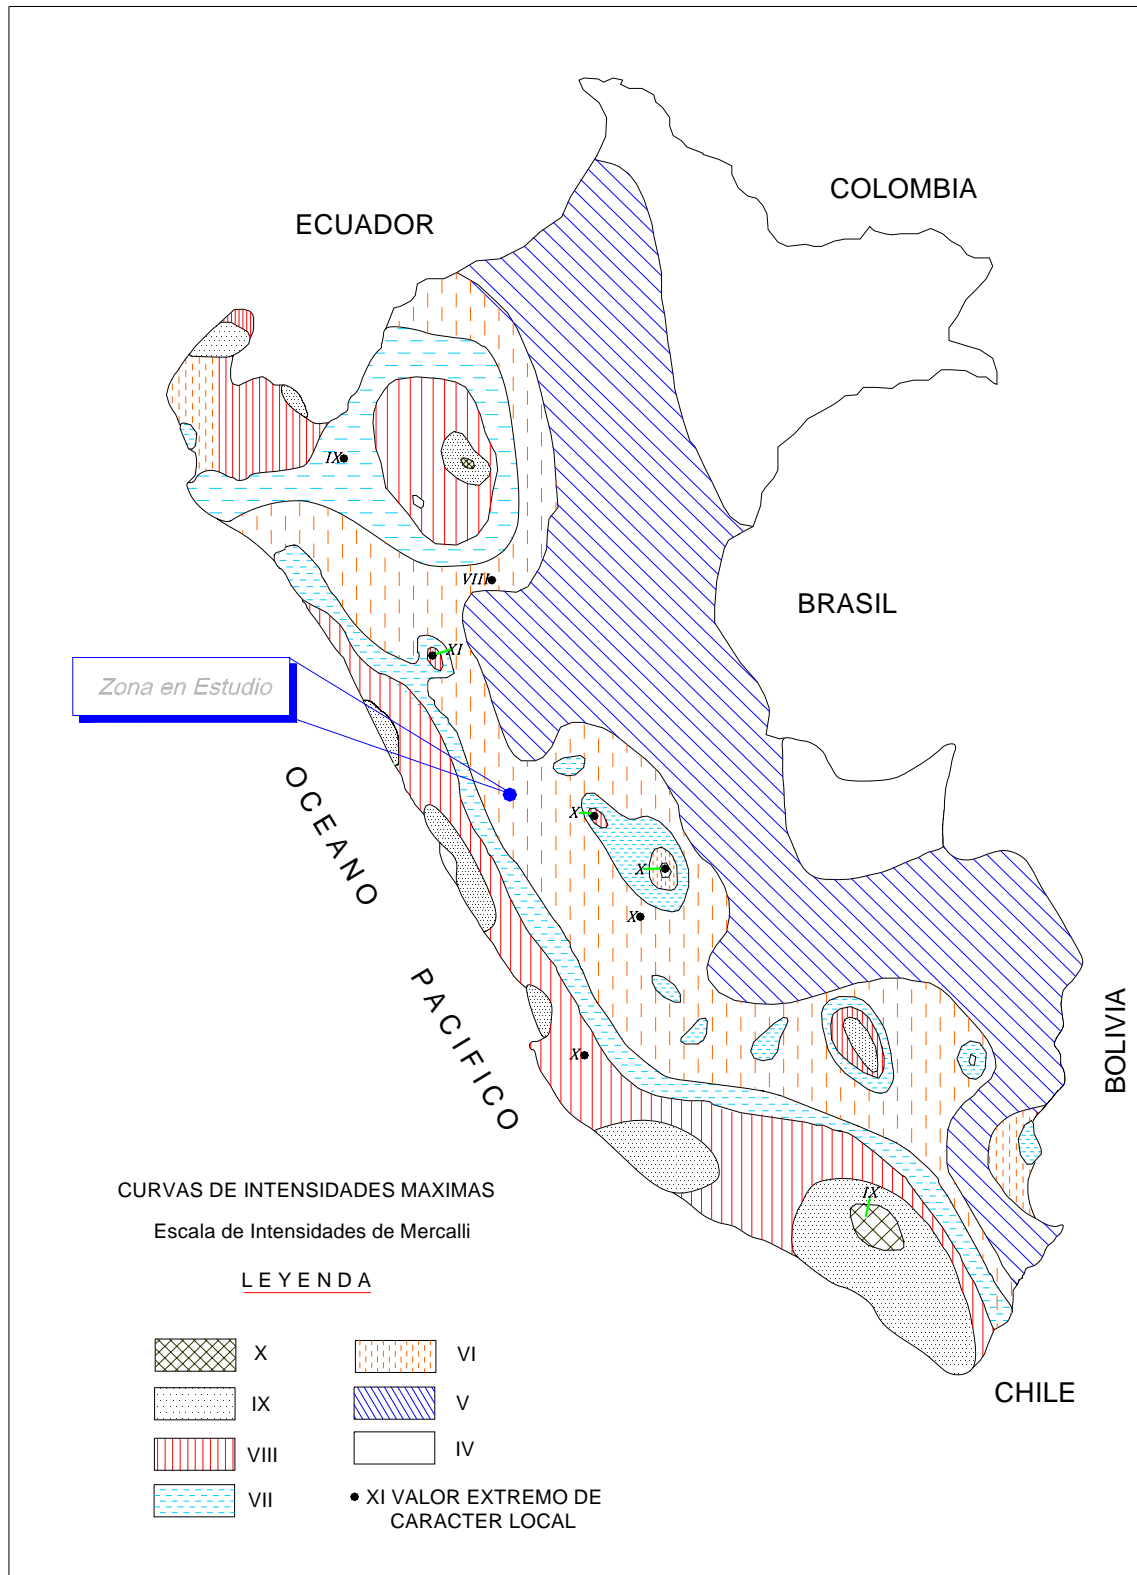 COLOMBIA
ECUADOR
IX
VIII
BRASIL
XI
Zona en Estudio
OCEANO
X
X
X
PACIFICO
X
BOLIVIA
CURVAS DE INTENSIDADES MAXIMAS
IX
Escala de Intensidades de Mercalli
LEYENDA
X
VI
IX
V
VIII
IV
VII
XI VALOR EXTREMO DE
CARACTER LOCAL
CHILE